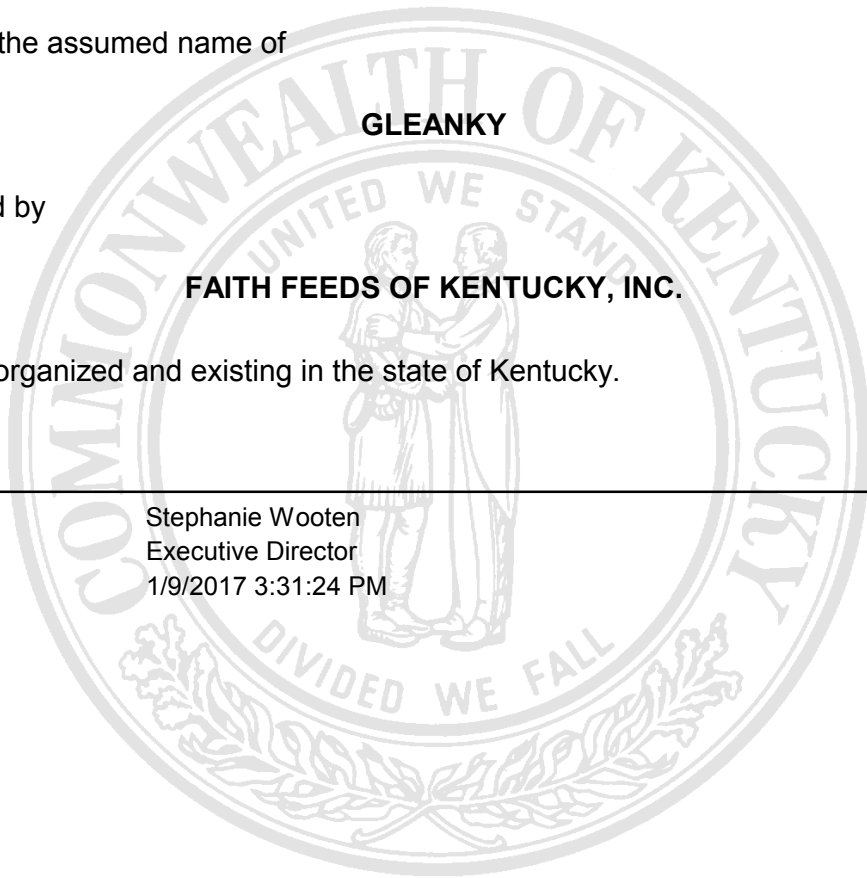 the assumed name of
GLEANKY
d by
FAITH FEEDS OF KENTUCKY, INC.
organized and existing in the state of Kentucky.
Stephanie Wooten
Executive Director
1/9/2017 3:31:24 PM
COMMONWEALTH OF KENTUCKY
UNITED WE STAND
DIVIDED WE FALL